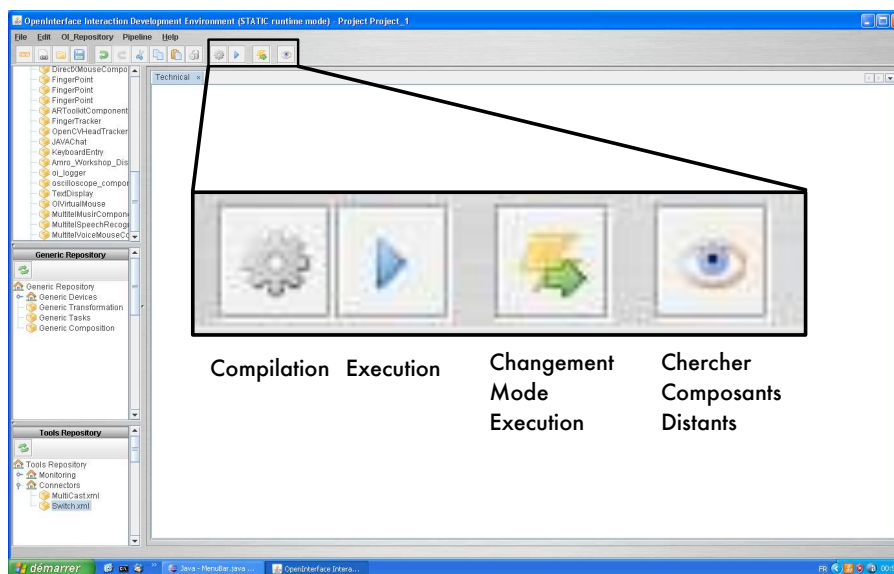 OpenInterface Interaction Development Environment (STATIC runtime mode) - Project Project_1
File Edit OI_Repository Pipeline Help
Technical
DirectXMouseCompo
FingerPoint
FingerPoint
FingerPoint
ARToolkitComponent
FingerTracker
OpenCVHeadTracker
JAVAChat
KeyboardEntry
Amro_Workshop_Dis
oi_logger
oscilloscope_compor
TextDisplay
OIVirtualMouse
MultitelMusirCompone
MultitelSpeechRecogn
MultitelVoiceMouseCo
Generic Repository
Generic Repository
Generic Devices
Generic Transformation
Generic Tasks
Generic Composition
Tools Repository
Tools Repository
Monitoring
Connectors
MultiCast.xml
Switch.xml
Compilation
Execution
Changement
Mode
Execution
Chercher
Composants
Distants
démarrer
Java - MenuBar.java ...
OpenInterface Intera...
FR